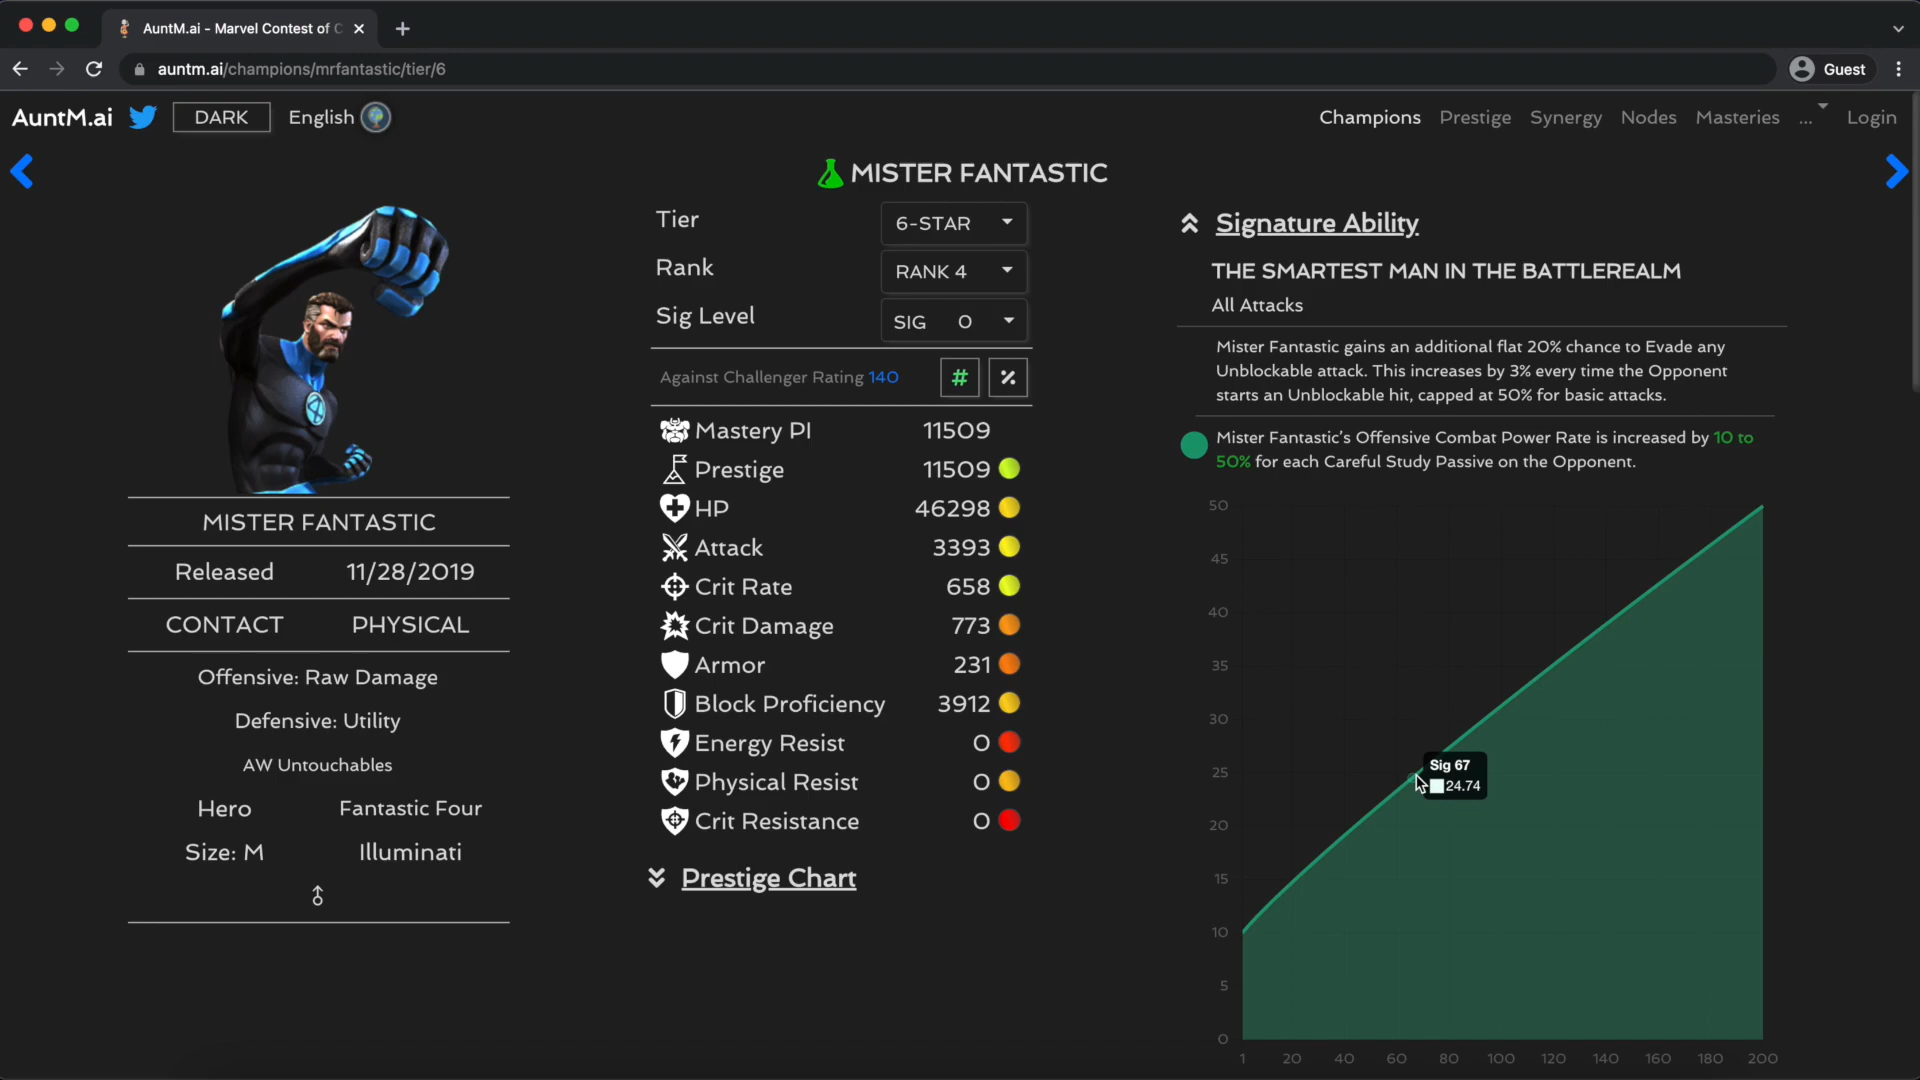 AuntM.ai - Marvel Contest of C
auntm.ai/champions/mrfantastic/tier/6
Guest
AuntM.ai
DARK
English
Champions
Prestige
Synergy
Nodes
Masteries
...
Login
MISTER FANTASTIC
MISTER FANTASTIC
Released 11/28/2019
CONTACT PHYSICAL
Offensive: Raw Damage
Defensive: Utility
AW Untouchables
Hero Fantastic Four
Size: M Illuminati
Tier 6-STAR
Rank RANK 4
Sig Level SIG 0
Against Challenger Rating 140 # %
Mastery PI 11509
Prestige 11509
HP 46298
Attack 3393
Crit Rate 658
Crit Damage 773
Armor 231
Block Proficiency 3912
Energy Resist 0
Physical Resist 0
Crit Resistance 0
Prestige Chart
Signature Ability
THE SMARTEST MAN IN THE BATTLEREALM
All Attacks
Mister Fantastic gains an additional flat 20% chance to Evade any
Unblockable attack. This increases by 3% every time the Opponent
starts an Unblockable hit, capped at 50% for basic attacks.
Mister Fantastic's Offensive Combat Power Rate is increased by 10 to
50% for each Careful Study Passive on the Opponent.
50
45
40
35
30
25
20
15
10
5
0
Sig 67
24.74
1 20 40 60 80 100 120 140 160 180 200